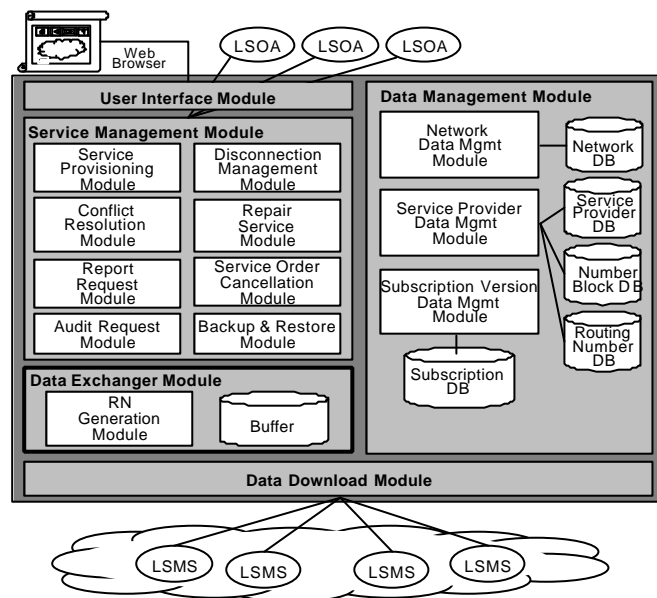 LSOA
LSOA
LSOA
Web
Browser
User Interface Module
Service Management Module
Service
Provisioning
Module
Disconnection
Management
Module
Conflict
Resolution
Module
Repair
Service
Module
Report
Request
Module
Service Order
Cancellation
Module
Audit Request
Module
Backup & Restore
Module
Data Exchanger Module
RN
Generation
Module
Buffer
Data Management Module
Network
Data Mgmt
Module
Network
DB
Service Provider
Data Mgmt
Module
Service
Provider
DB
Number
Block DB
Subscription Version
Data Mgmt
Module
Routing
Number
DB
Subscription
DB
Data Download Module
LSMS
LSMS
LSMS
LSMS